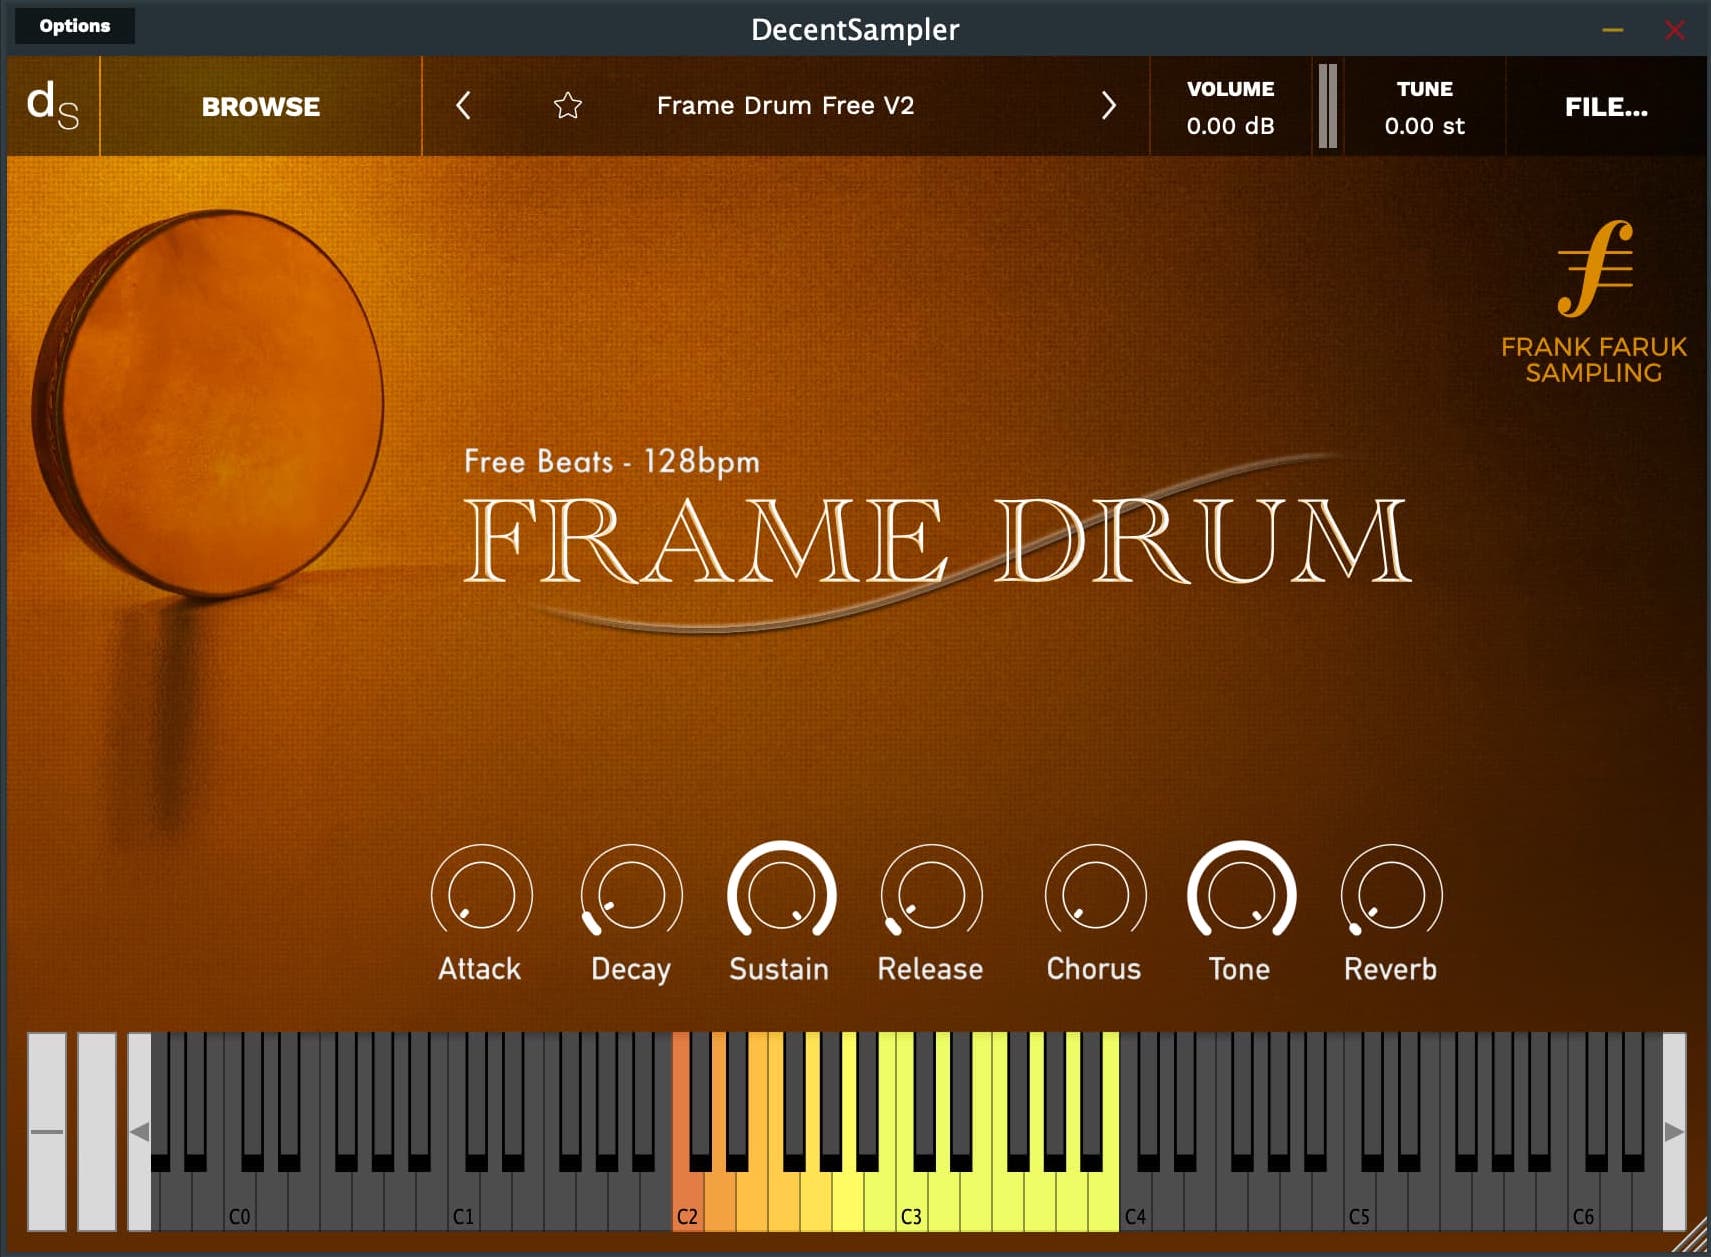 Options
DecentSampler
dS
BROWSE
Frame Drum Free V2
VOLUME
0.00 dB
TUNE
0.00 st
FILE...
FRANK FARUK
SAMPLING
Free Beats - 128bpm
FRAME DRUM
Attack
Decay
Sustain
Release
Chorus
Tone
Reverb
C0
C1
C2
C3
C4
C5
C6